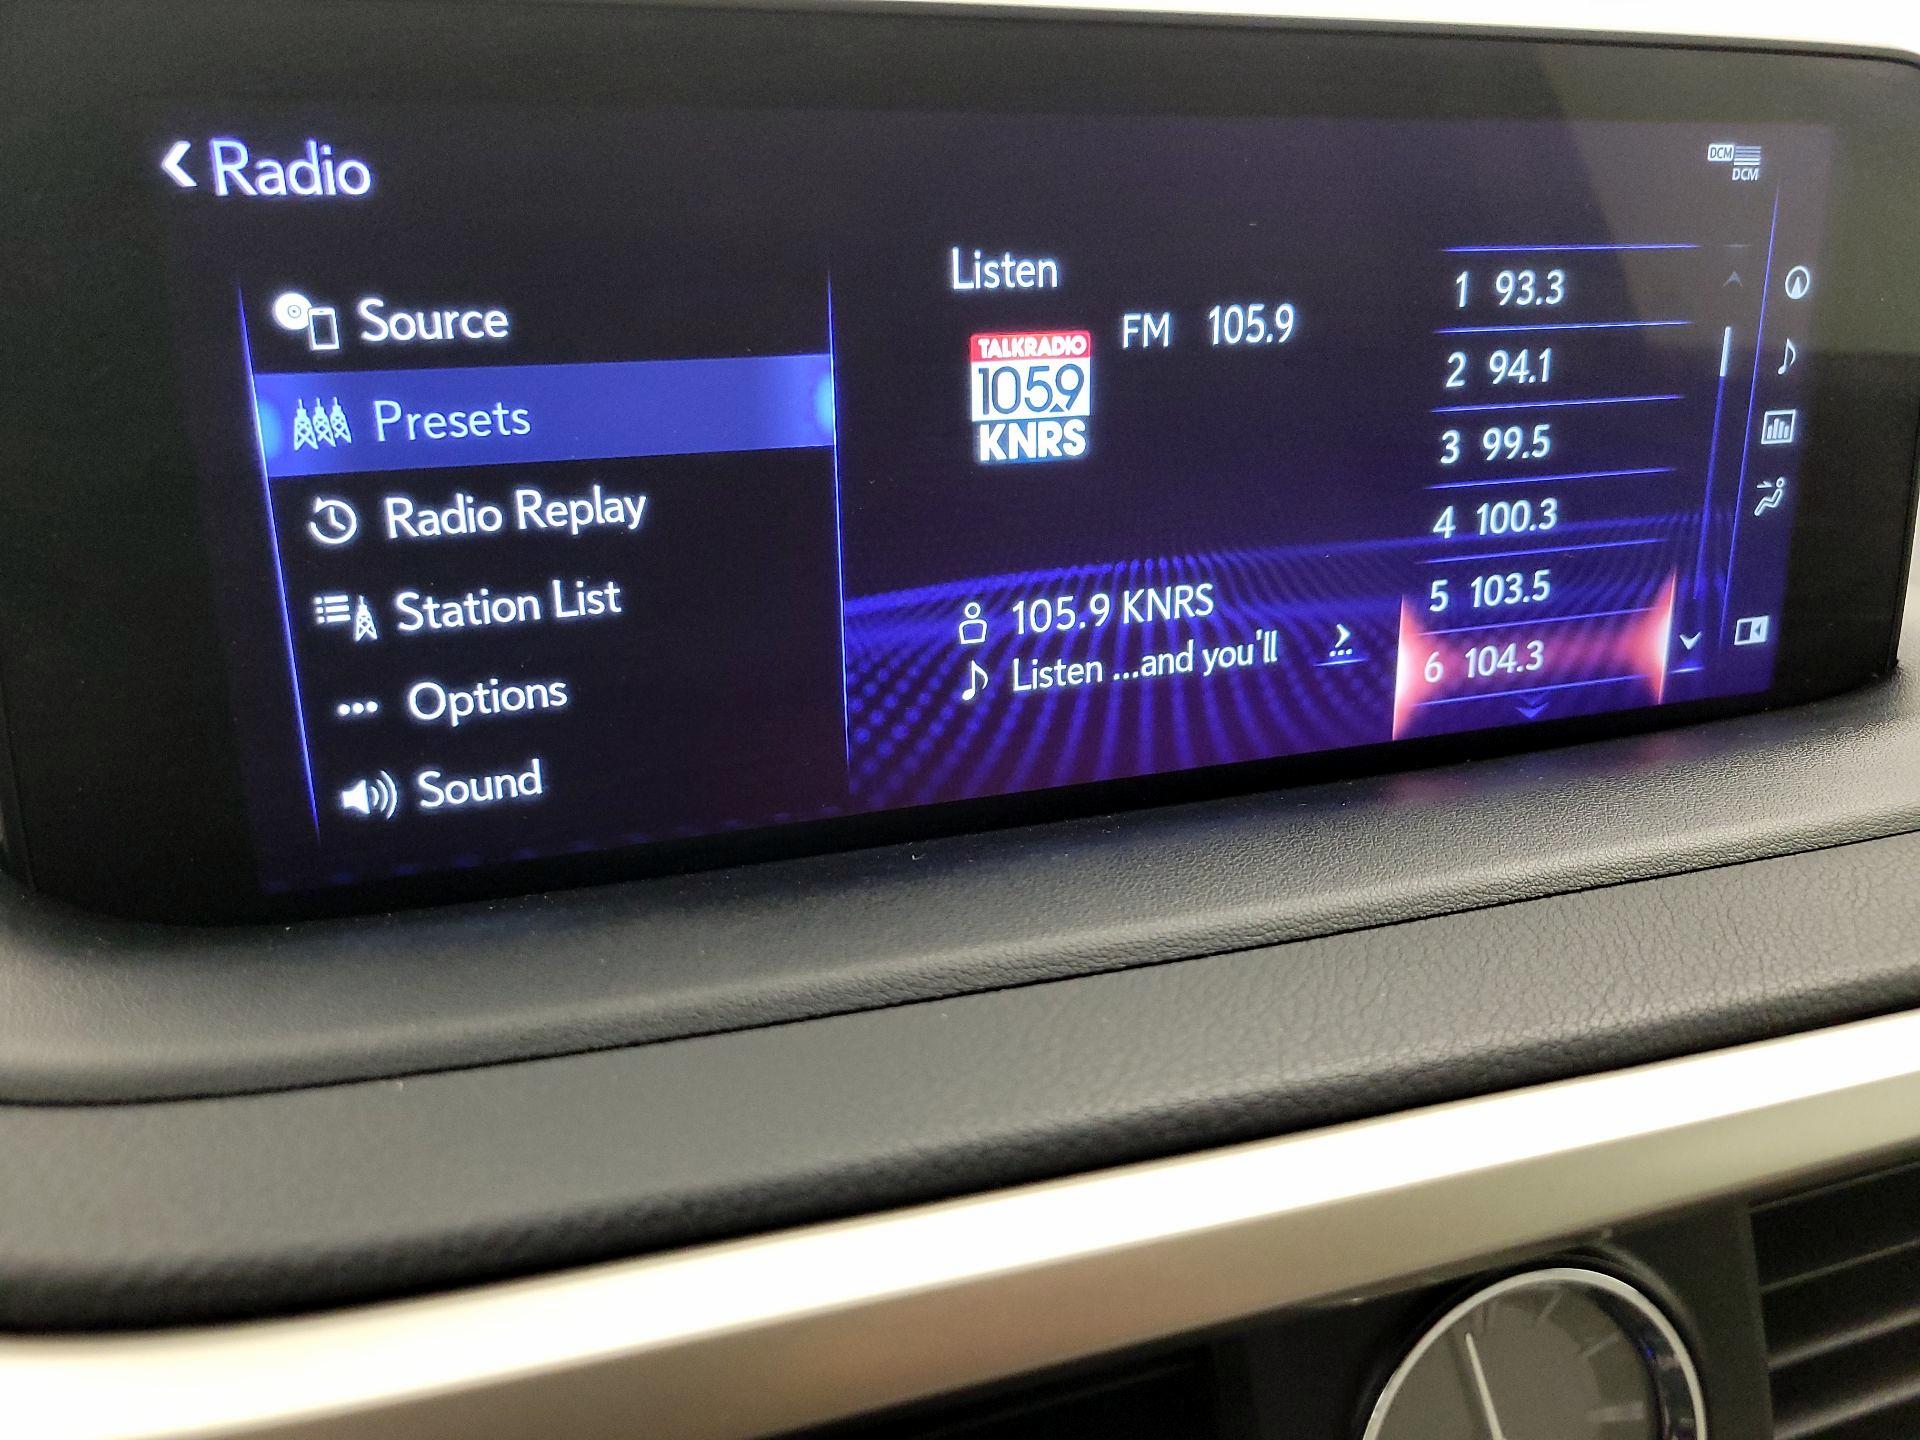 Radio
DCM
DCM
Source
Presets
Radio Replay
Station List
Options
Sound
Listen
FM 105.9
TALKRADIO
105.9
KNRS
105.9 KNRS
Listen ...and you'll
1 93.3
2 94.1
3 99.5
4 100.3
5 103.5
6 104.3